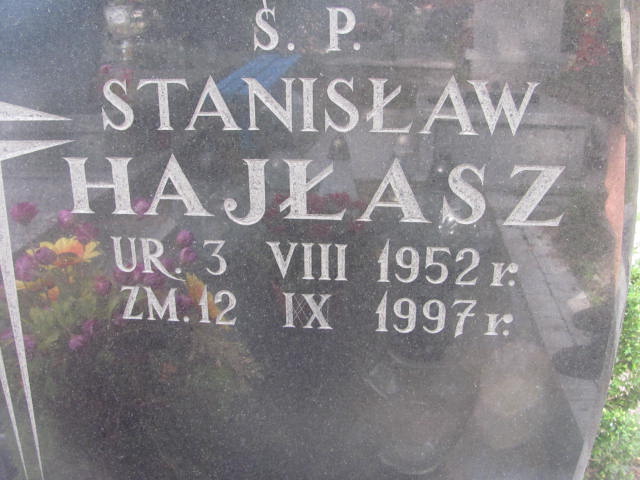 Ś. P.
STANISŁAW
HAJŁASZ
UR. 3 VIII 1952 r.
ZM. 12 IX 1997 r.